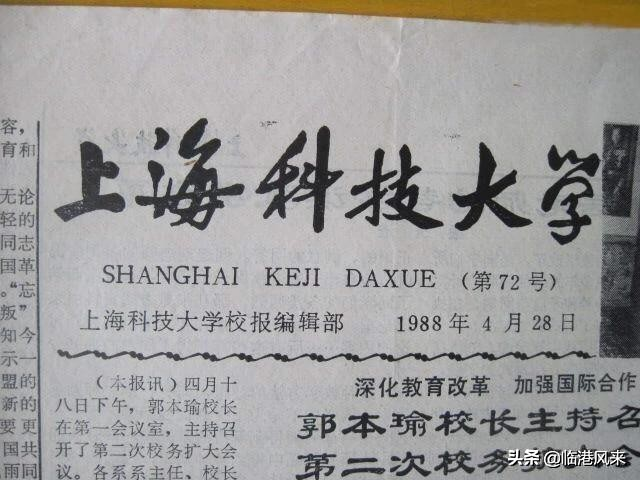 上海科技大学
SHANGHAI KEJI DAXUE (第72号)
上海科技大学校报编辑部 1988年4月28日
容，
育和
无论
轻的
同志
国革
。“忘
叛”
知今
示一
盟的
新的
要更
国共
雨同
(本报讯) 四月十
八日下午，郭本瑜校长
在第一会议室，主持召
开了第二次校务扩大会
议。各系系主任、校长
深化教育改革 加强国际合作
郭本瑜校长主持召
第二次校务扩大会
头条@临港风来